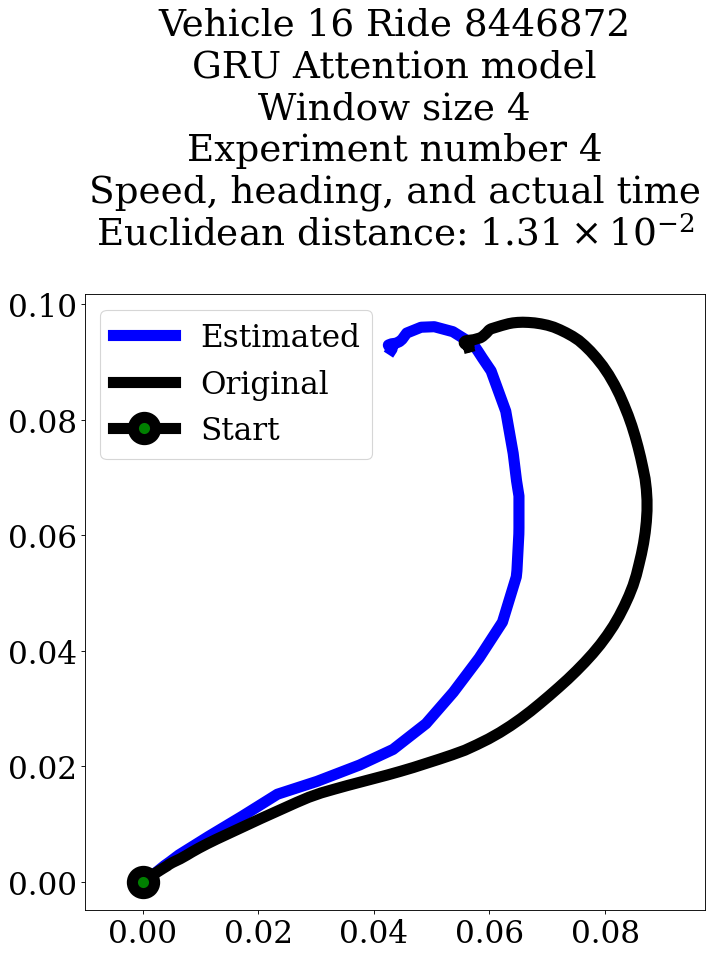 Vehicle 16 Ride 8446872
GRU Attention model
Window size 4
Experiment number 4
Speed, heading, and actual time
Euclidean distance: 1.31 × 10⁻²
Estimated
Original
Start
0.10
0.08
0.06
0.04
0.02
0.00
0.00 0.02 0.04 0.06 0.08